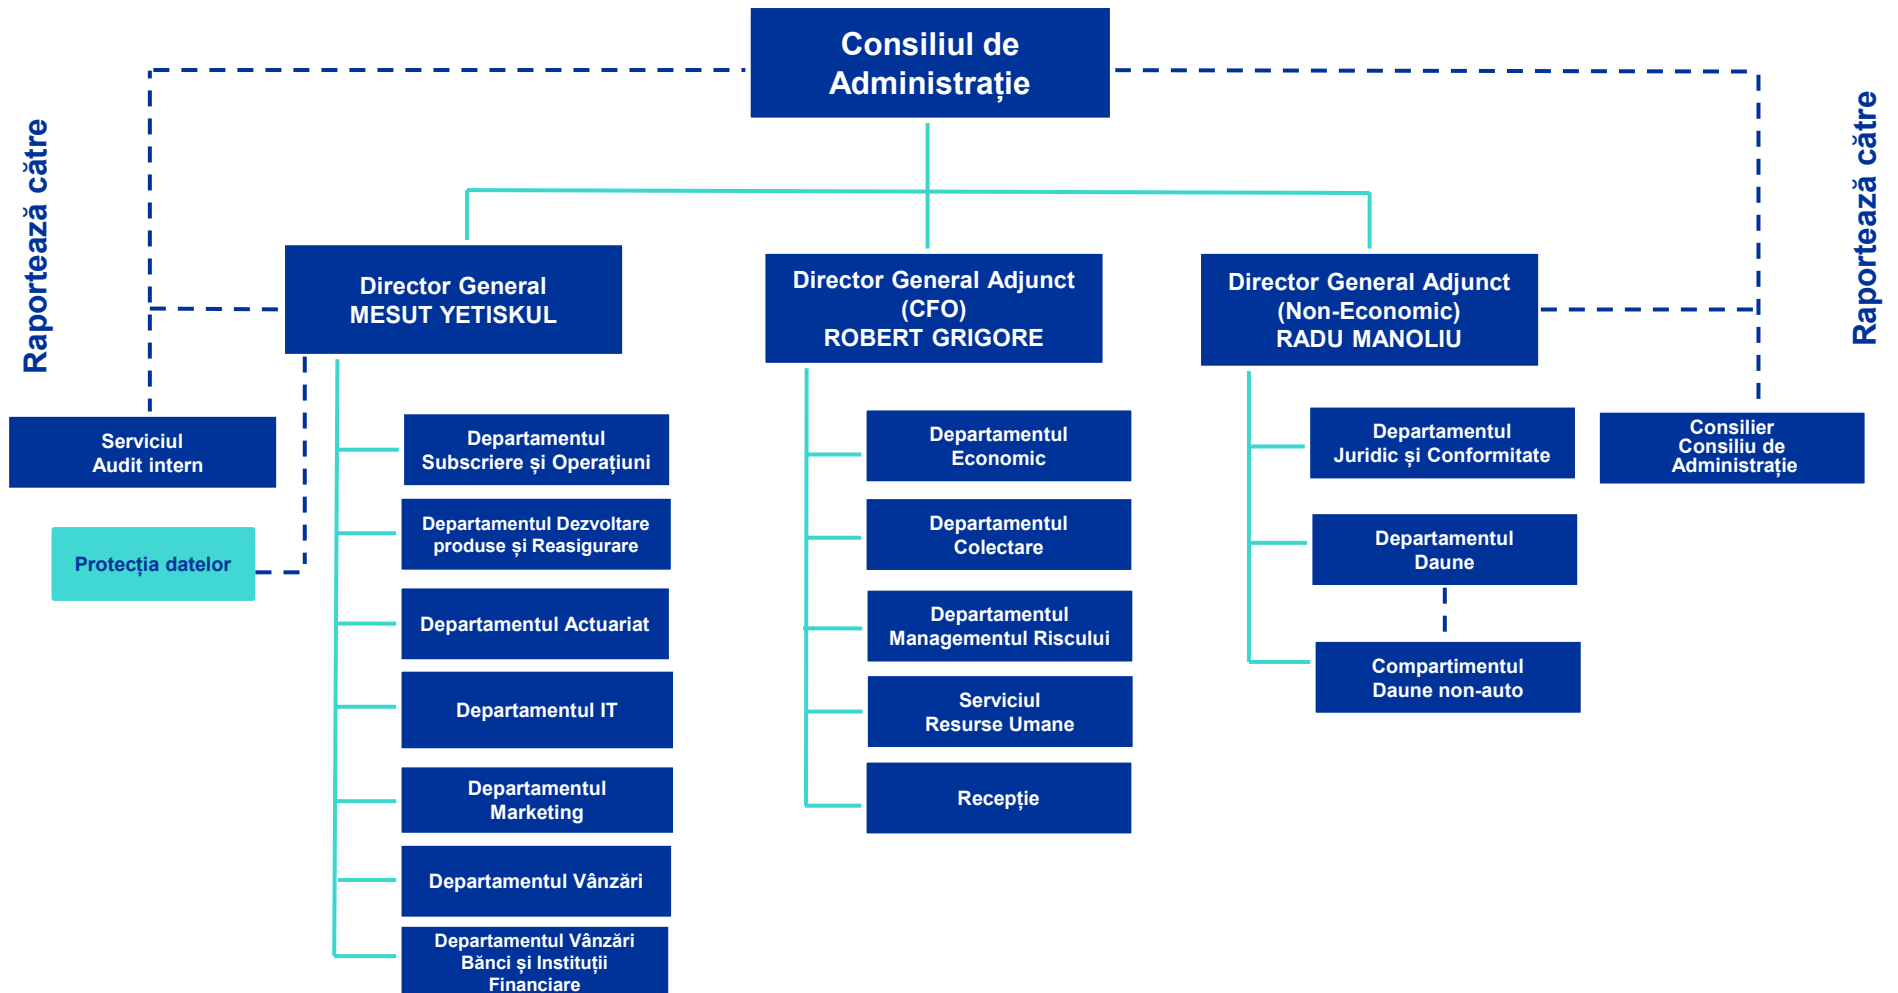 Consiliul de
Administrație
Raportează către
Raportează către
Director General
MESUT YETISKUL
Director General Adjunct
(CFO)
ROBERT GRIGORE
Director General Adjunct
(Non-Economic)
RADU MANOLIU
Serviciul
Audit intern
Protecția datelor
Departamentul
Subscriere și Operațiuni
Departamentul Dezvoltare
produse și Reasigurare
Departamentul Actuariat
Departamentul IT
Departamentul
Marketing
Departamentul Vânzări
Departamentul Vânzări
Bănci și Instituții
Financiare
Departamentul
Economic
Departamentul
Colectare
Departamentul
Managementul Riscului
Serviciul
Resurse Umane
Recepție
Departamentul
Juridic și Conformitate
Departamentul
Daune
Compartimentul
Daune non-auto
Consilier
Consiliu de
Administrație